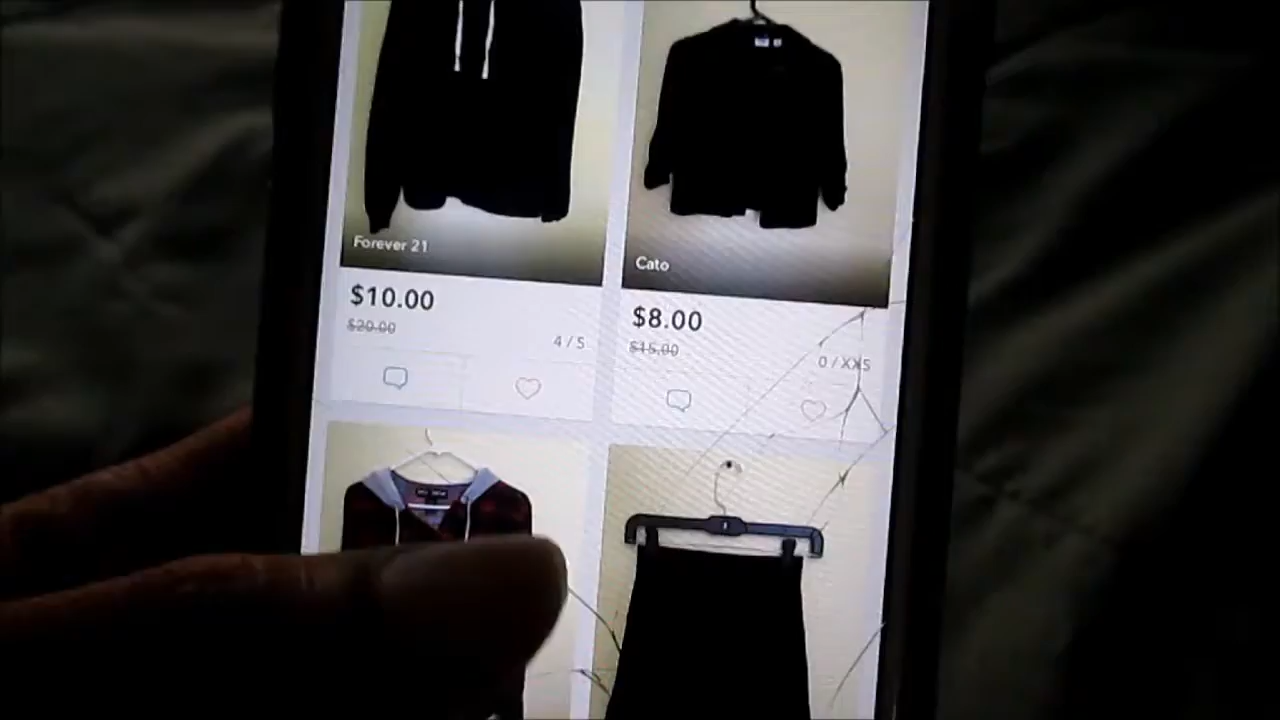 Forever 21
$10.00
$20.00
4 / S
Cato
$8.00
$15.00
0 / XXS